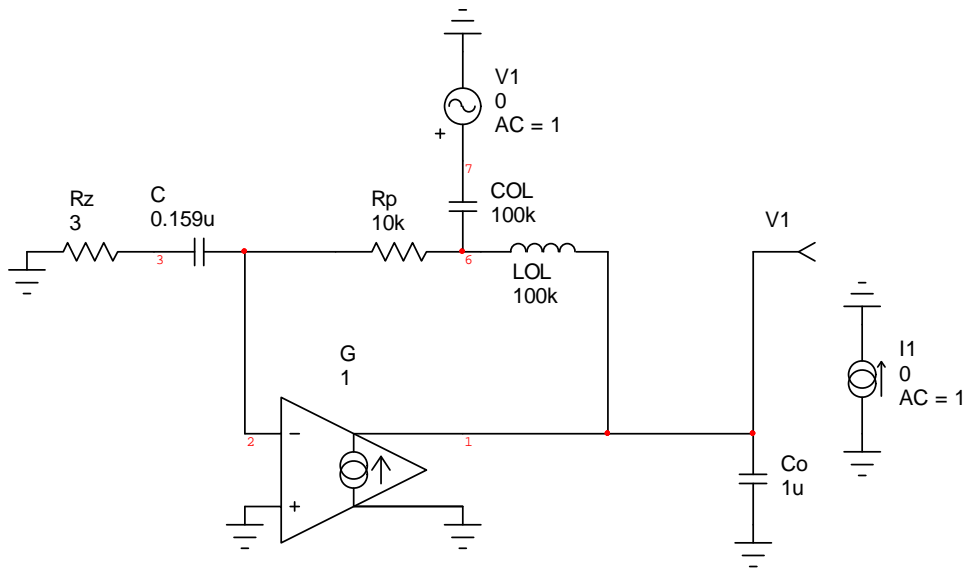 V1
0
AC = 1
+
7
Rz
3
C
0.159u
Rp
10k
COL
100k
V1
3
6
LOL
100k
G
1
I1
0
AC = 1
2
−
1
Co
1u
+